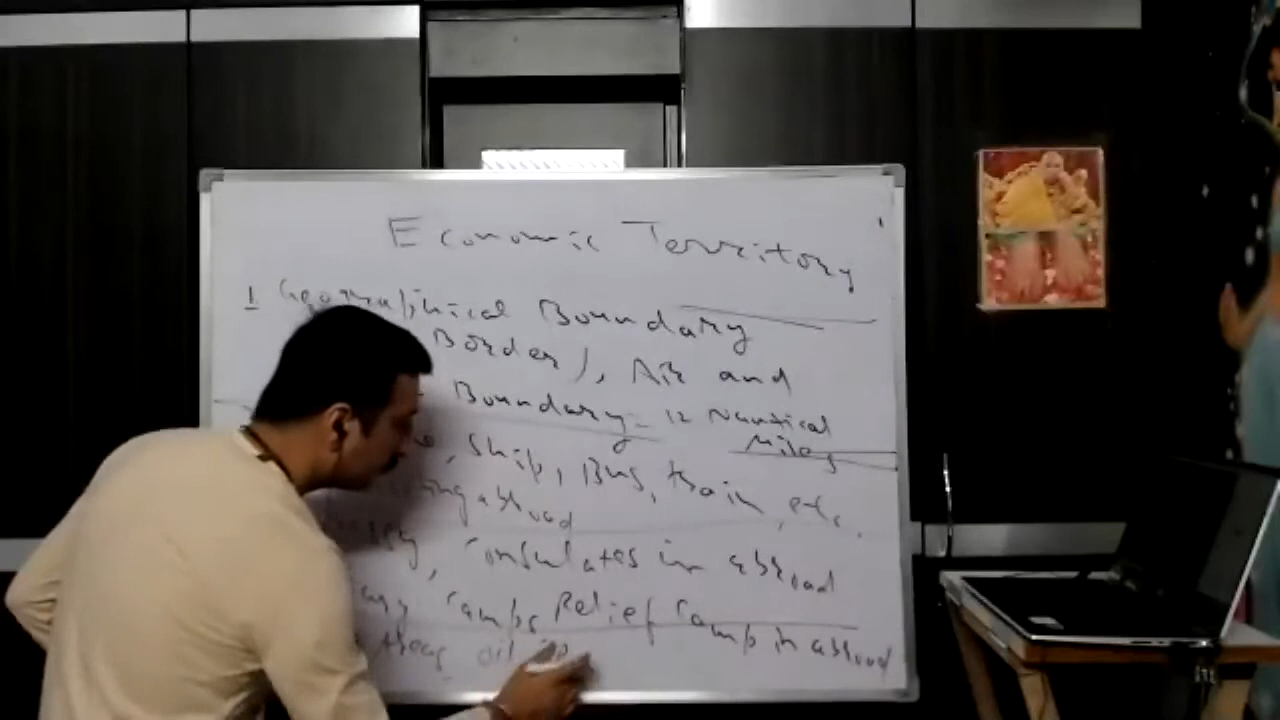 Economic Territory
1 Geographical Boundary
Border), Air and
Boundary - 12 Nautical
Miles
, Ship, Bus, train, etc.
abroad
, Consulates in abroad
Camps Relief Camp in abroad
oil